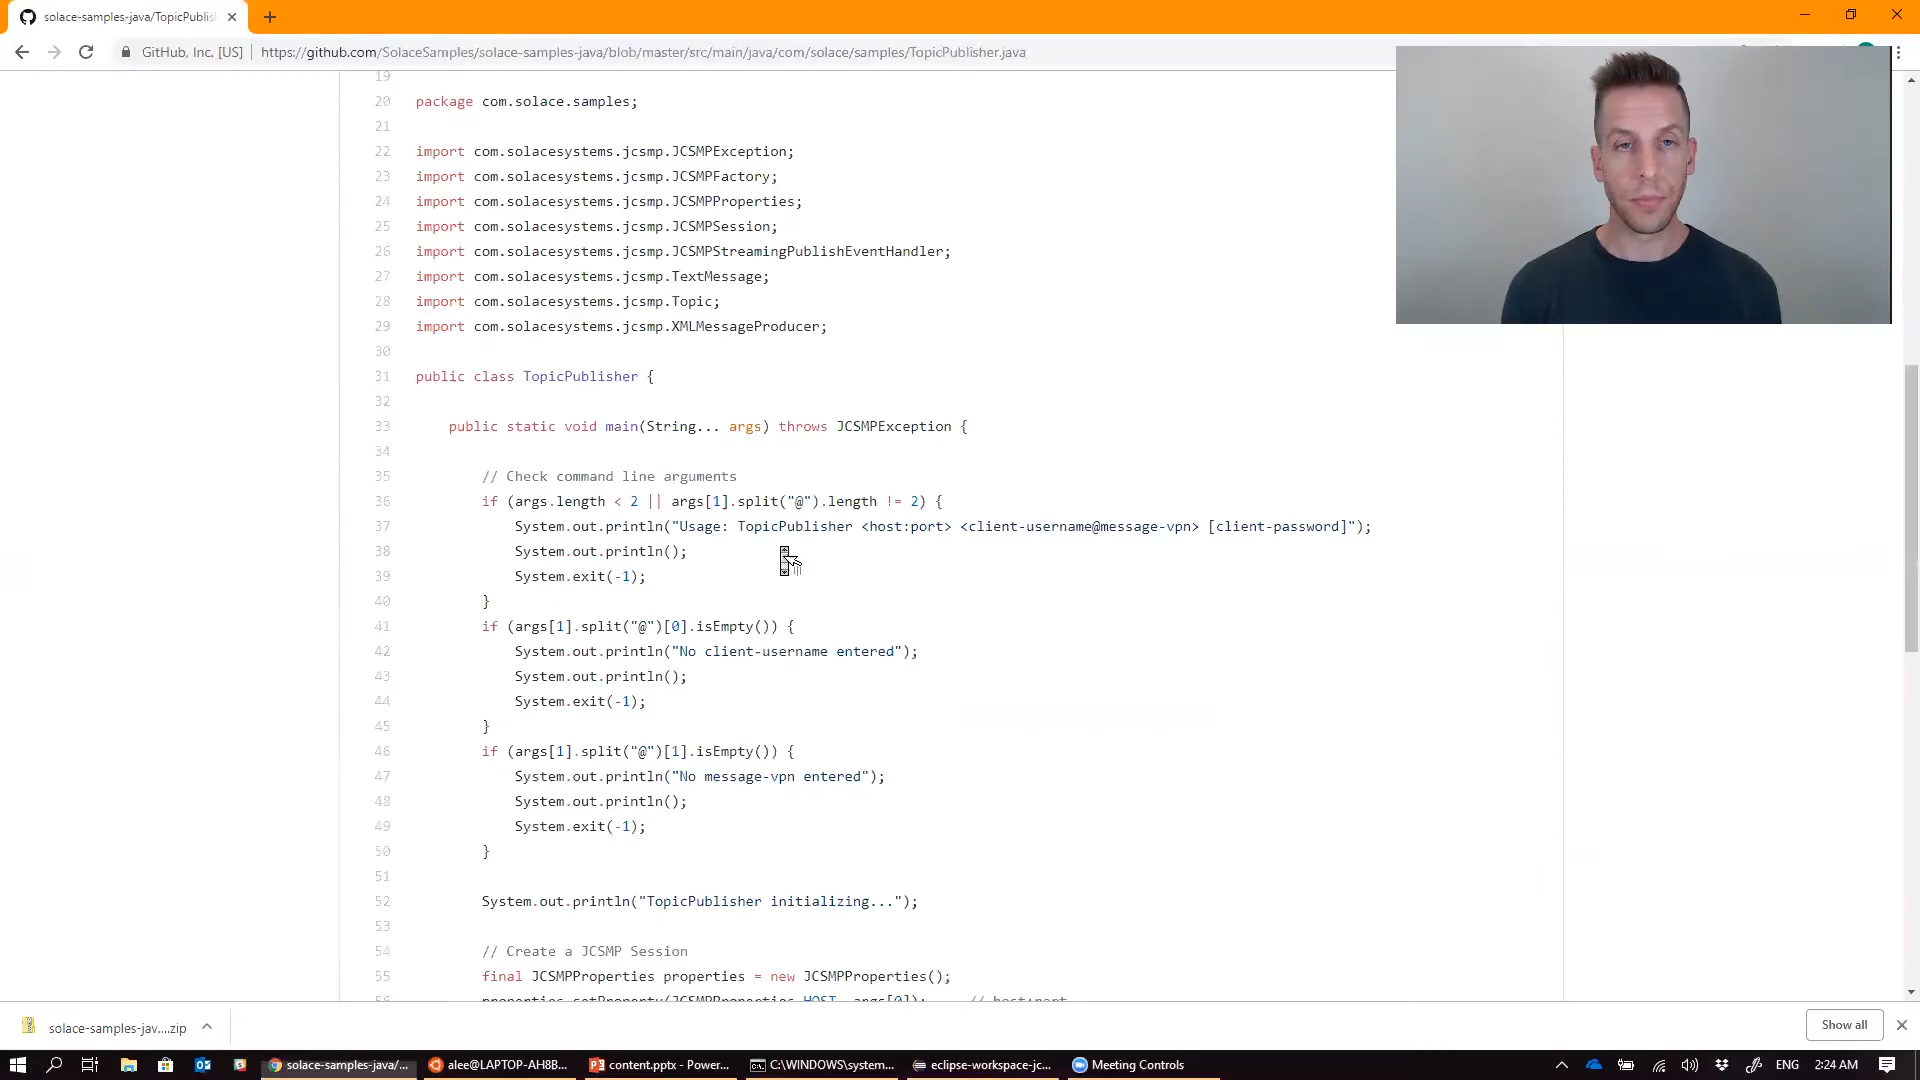 solace-samples-java/TopicPublis
GitHub, Inc. [US]
https://github.com/SolaceSamples/solace-samples-java/blob/master/src/main/java/com/solace/samples/TopicPublisher.java
19
20 package com.solace.samples;
21
22 import com.solacesystems.jcsmp.JCSMPException;
23 import com.solacesystems.jcsmp.JCSMPFactory;
24 import com.solacesystems.jcsmp.JCSMPProperties;
25 import com.solacesystems.jcsmp.JCSMPSession;
26 import com.solacesystems.jcsmp.JCSMPStreamingPublishEventHandler;
27 import com.solacesystems.jcsmp.TextMessage;
28 import com.solacesystems.jcsmp.Topic;
29 import com.solacesystems.jcsmp.XMLMessageProducer;
30
31 public class TopicPublisher {
32
33 public static void main(String... args) throws JCSMPException {
34
35 // Check command line arguments
36 if (args.length < 2 || args[1].split("@").length != 2) {
37 System.out.println("Usage: TopicPublisher <host:port> <client-username@message-vpn> [client-password]");
38 System.out.println();
39 System.exit(-1);
40 }
41 if (args[1].split("@")[0].isEmpty()) {
42 System.out.println("No client-username entered");
43 System.out.println();
44 System.exit(-1);
45 }
46 if (args[1].split("@")[1].isEmpty()) {
47 System.out.println("No message-vpn entered");
48 System.out.println();
49 System.exit(-1);
50 }
51
52 System.out.println("TopicPublisher initializing...");
53
54 // Create a JCSMP Session
55 final JCSMPProperties properties = new JCSMPProperties();
56 properties.setProperty(JCSMPProperties.HOST, args[0]); // host:port
solace-samples-jav....zip
Show all
solace-samples-java/...
alee@LAPTOP-AH8B...
content.pptx - Power...
C:\WINDOWS\system...
eclipse-workspace-jc...
Meeting Controls
ENG
2:24 AM